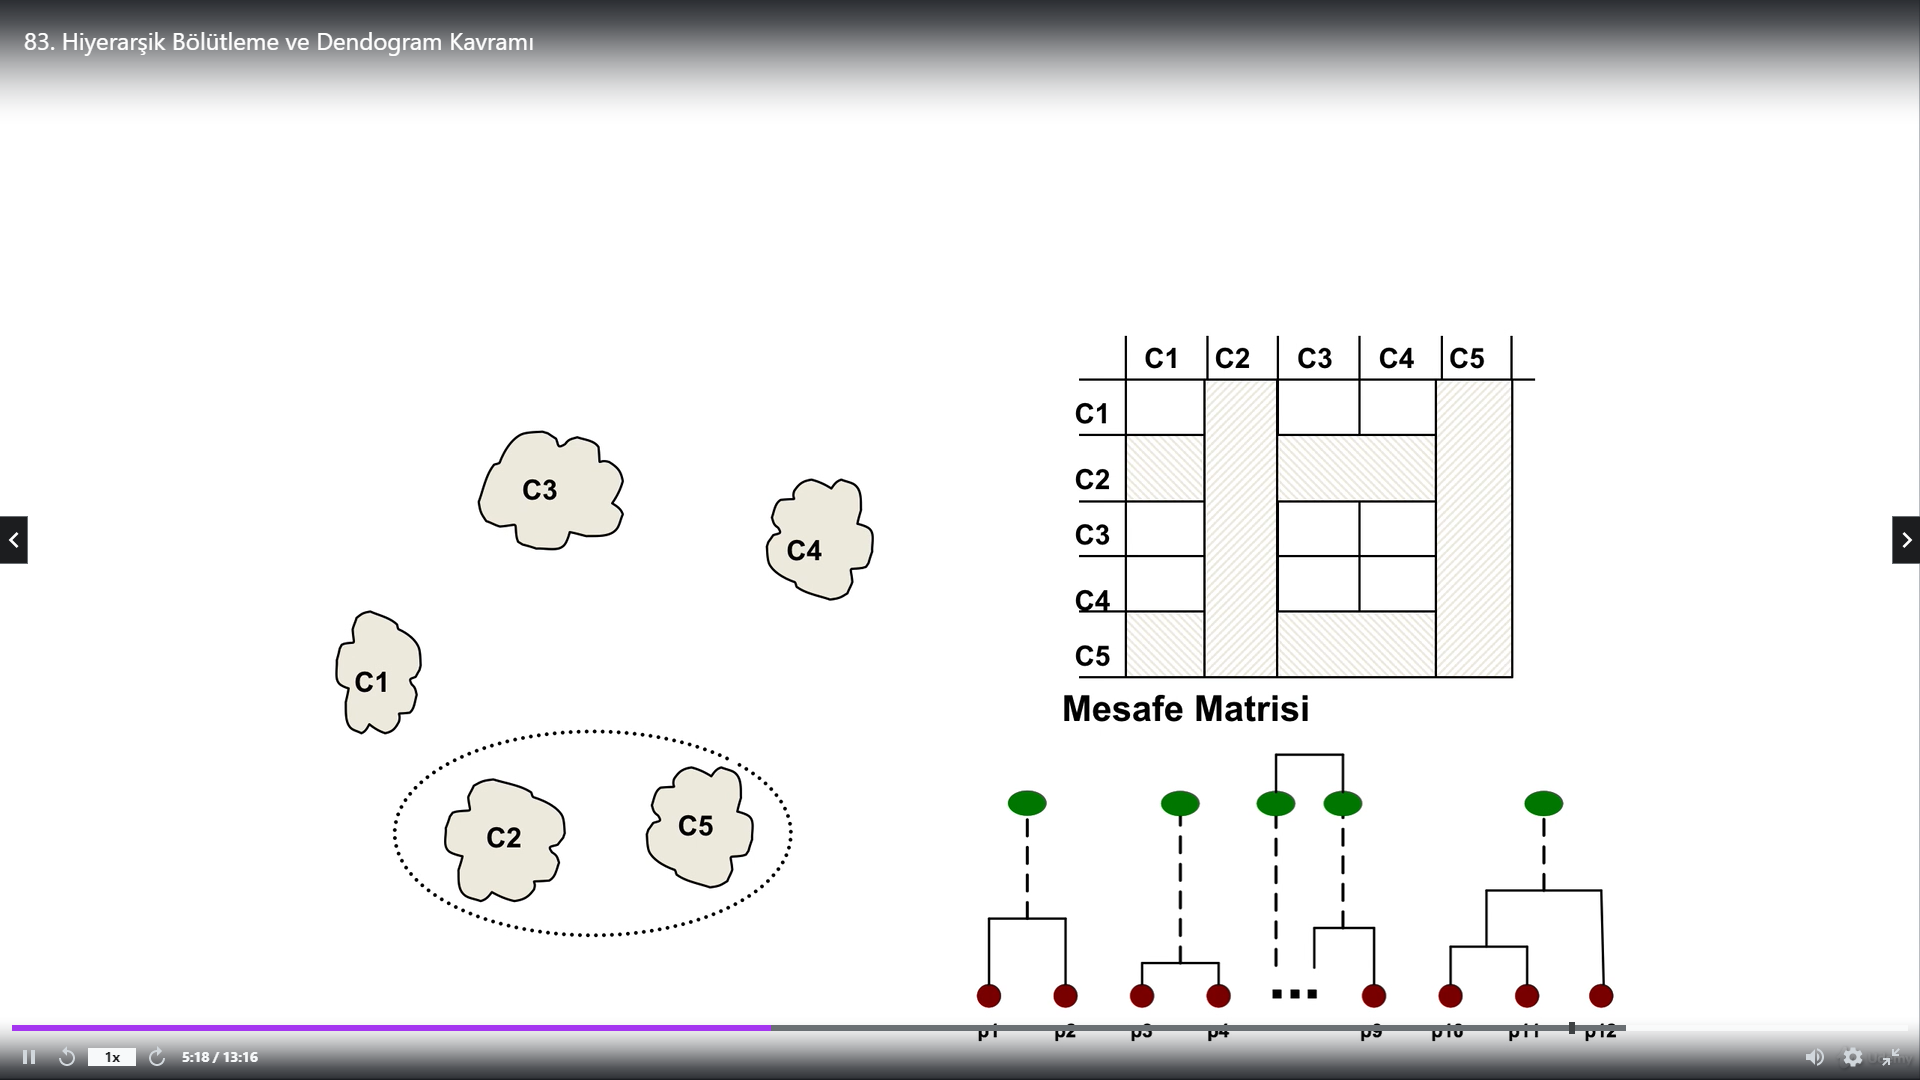 83. Hiyerarşik Bölütleme ve Dendogram Kavramı
C1 C2 C3 C4 C5
C1
C2
C3
C4
C5
C3
C4
C1
C2
C5
Mesafe Matrisi
p1 p2 p3 p4 p9 p10 p11 p12
1x 5:18 / 13:16